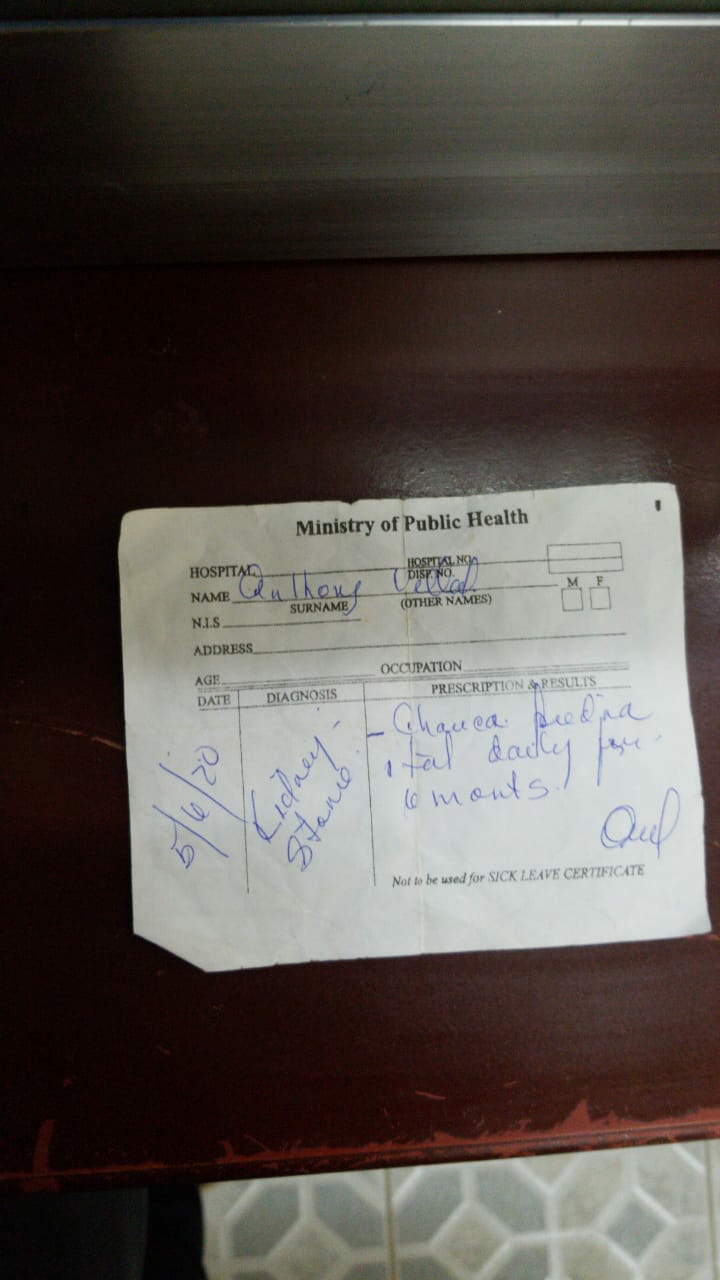 Ministry of Public Health
HOSPITAL HOSPITAL NO.
DISP. NO.
NAME Anthony
M F
SURNAME (OTHER NAMES)
N.I.S
ADDRESS
AGE OCCUPATION
DATE DIAGNOSIS PRESCRIPTION & RESULTS
5/6/20
Kidney
Stone
- Chanca piedra
1 tab daily for
6 monts.
Not to be used for SICK LEAVE CERTIFICATE